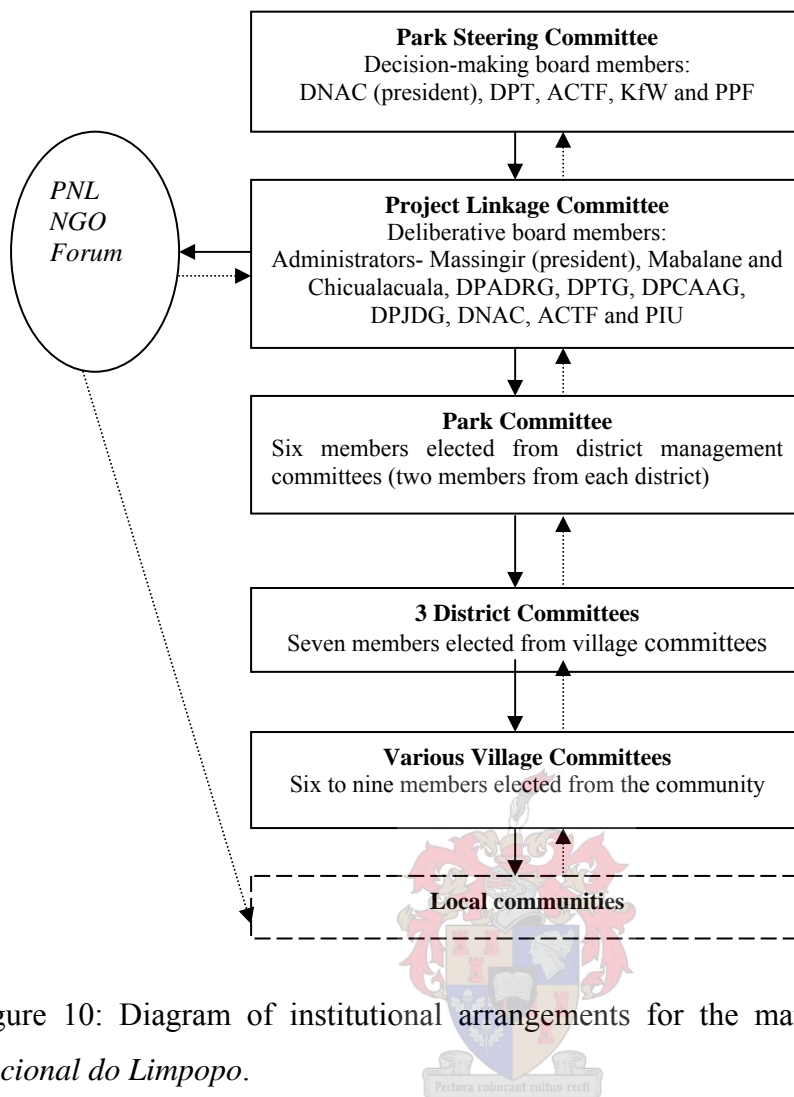 Park Steering Committee
Decision-making board members:
DNAC (president), DPT, ACTF, KfW and PPF
PNL
NGO
Forum
Project Linkage Committee
Deliberative board members:
Administrators- Massingir (president), Mabalane and
Chicualacuala, DPADRG, DPTG, DPCAAG,
DPJDG, DNAC, ACTF and PIU
Park Committee
Six members elected from district management
committees (two members from each district)
3 District Committees
Seven members elected from village committees
Various Village Committees
Six to nine members elected from the community
Local communities
gure 10: Diagram of institutional arrangements for the ma
cional do Limpopo.
Pectura roborant cultus recti